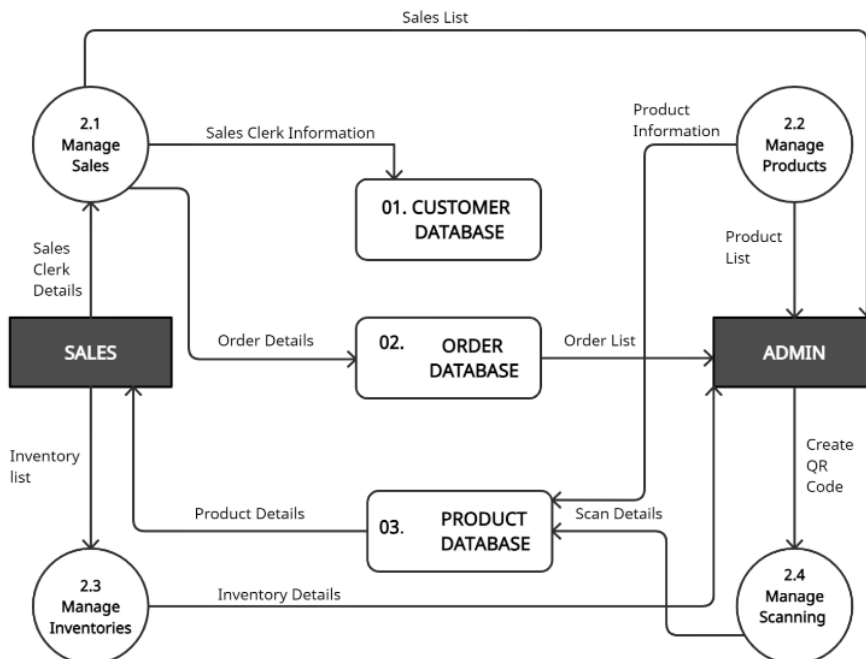 Sales List
2.1
Manage
Sales
Sales Clerk Information
Product
Information
2.2
Manage
Products
01. CUSTOMER
DATABASE
Sales
Clerk
Details
Product
List
SALES
Order Details
02. ORDER
DATABASE
Order List
ADMIN
Inventory
list
Create
QR
Code
Product Details
03. PRODUCT
DATABASE
Scan Details
2.3
Manage
Inventories
Inventory Details
2.4
Manage
Scanning